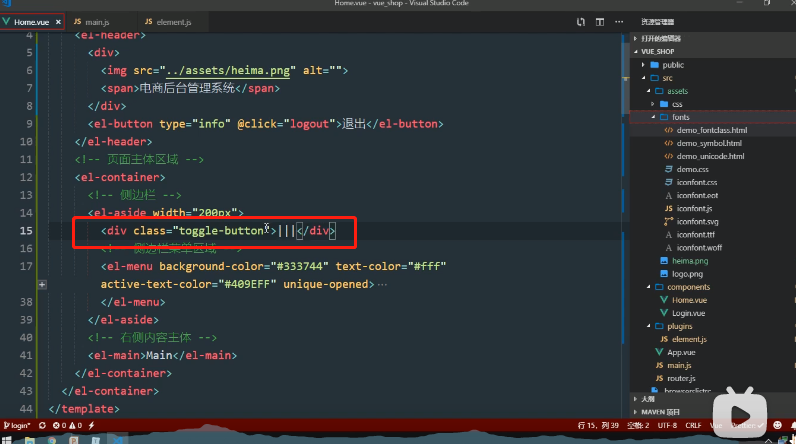 Home.vue - vue_shop - Visual Studio Code
Home.vue × JS main.js JS element.js
资源管理器
打开的编辑器
VUE_SHOP
public
src
assets
css
fonts
demo_fontclass.html
demo_symbol.html
demo_unicode.html
demo.css
iconfont.css
iconfont.eot
JS iconfont.js
iconfont.svg
A iconfont.ttf
A iconfont.woff
heima.png
logo.png
components
Home.vue
Login.vue
plugins
JS element.js
App.vue
JS main.js
JS router.js
.browserslistrc
大纲
MAVEN 项目
4 <el-header>
5 <div>
6 <img src="../assets/heima.png" alt="">
7 <span>电商后台管理系统</span>
8 </div>
9 <el-button type="info" @click="logout">退出</el-button>
10 </el-header>
11 <!-- 页面主体区域 -->
12 <el-container>
13 <!-- 侧边栏 -->
14 <el-aside width="200px">
15 <div class="toggle-button">|||</div>
16 <!-- 侧边栏菜单区域 -->
17 <el-menu background-color="#333744" text-color="#fff"
active-text-color="#409EFF" unique-opened>…
38 </el-menu>
39 </el-aside>
40 <!-- 右侧内容主体 -->
41 <el-main>Main</el-main>
42 </el-container>
43 </el-container>
44 </template>
login* 0 0 行 15，列 39 空格: 2 UTF-8 CRLF Vue